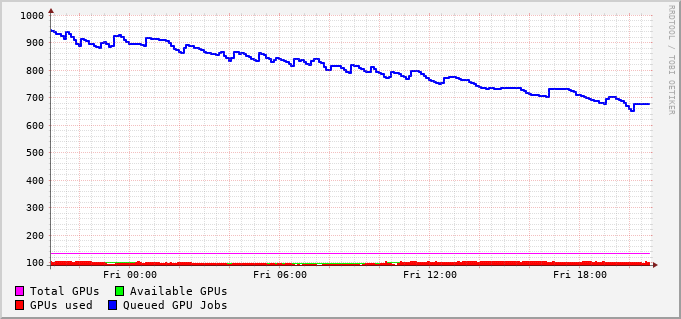 1000
900
800
700
600
500
400
300
200
100
Fri 00:00 Fri 06:00 Fri 12:00 Fri 18:00
Total GPUs Available GPUs
GPUs used Queued GPU Jobs
RRDTOOL / TOBI OETIKER